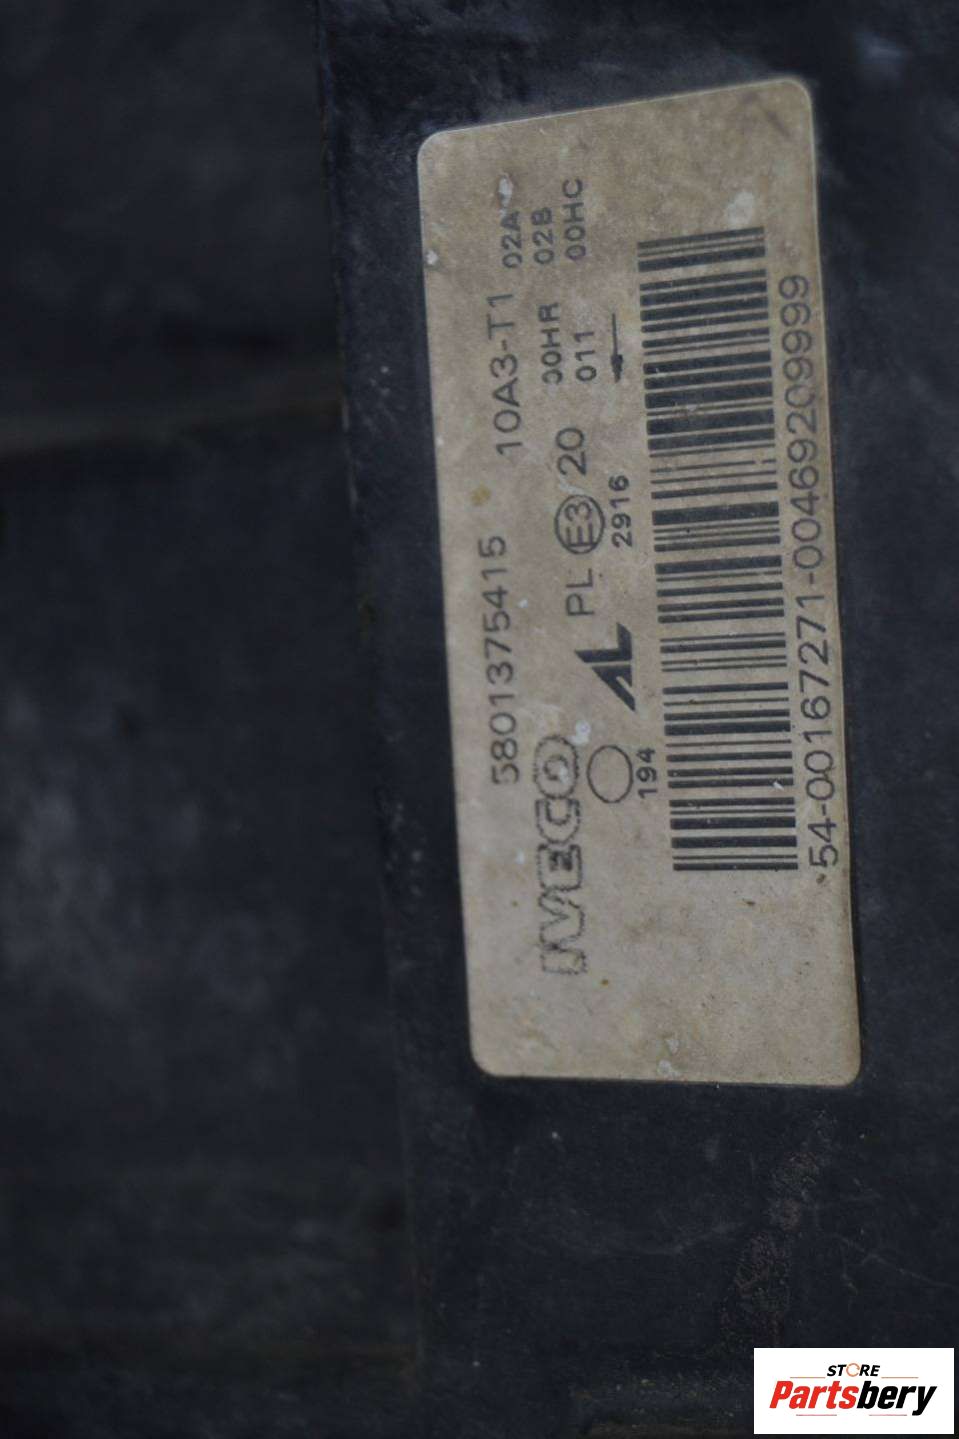 5801375415 10A3-T1
02A
IVECO PL E3 20 00HR 02B
AL 011 00HC
194 2916
54-00167271-00469209999
STORE
Partsbery